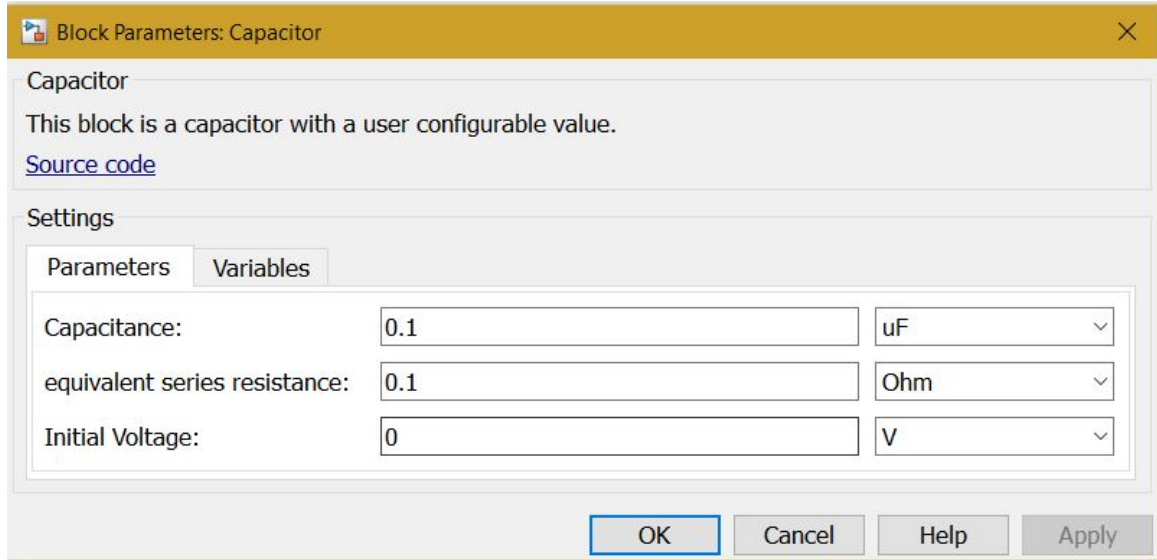 Block Parameters: Capacitor
Capacitor
This block is a capacitor with a user configurable value.
Source code
Settings
Parameters Variables
Capacitance: 0.1 uF
equivalent series resistance: 0.1 Ohm
Initial Voltage: 0 V
OK Cancel Help Apply